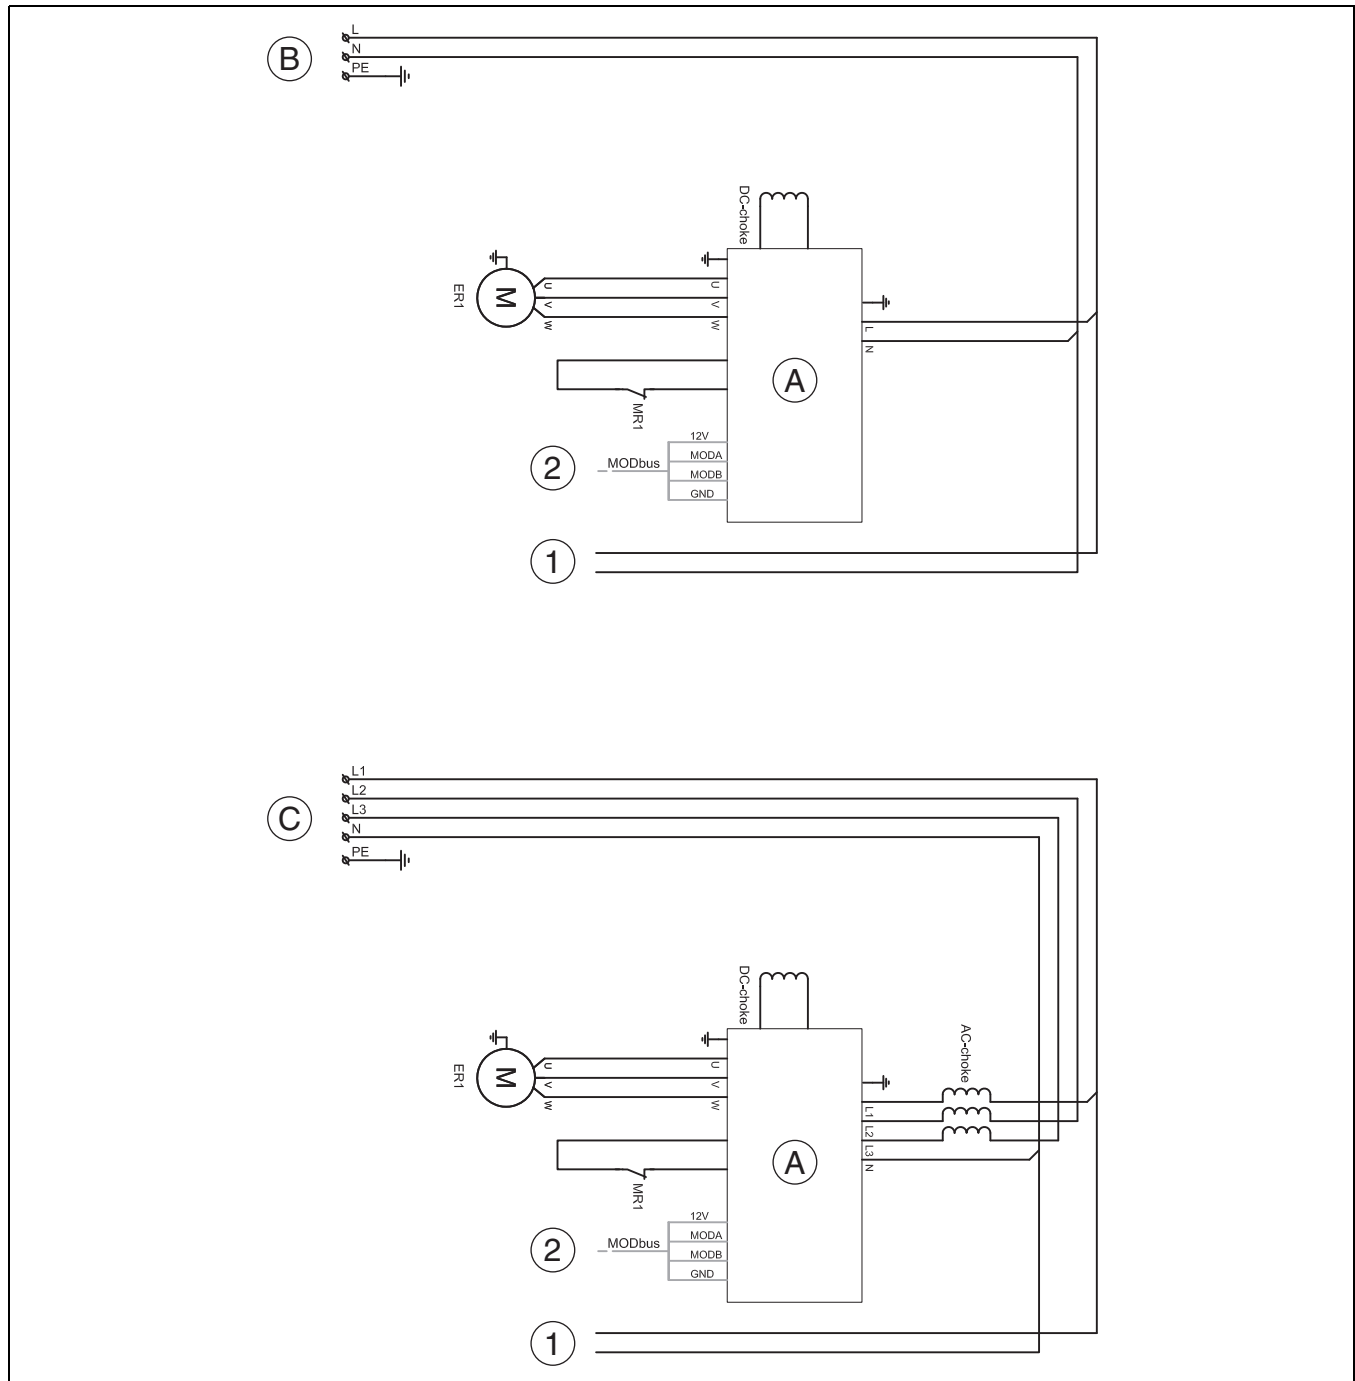 L
B
N
PE
DC-choke
ER1
M
U
V
W
U
V
W
L
N
A
MR1
12V
2
MODbus
MODA
MODB
GND
1
L1
L2
C
L3
N
PE
DC-choke
AC-choke
ER1
M
U
V
W
U
V
W
L1
L2
L3
N
A
MR1
12V
2
MODbus
MODA
MODB
GND
1